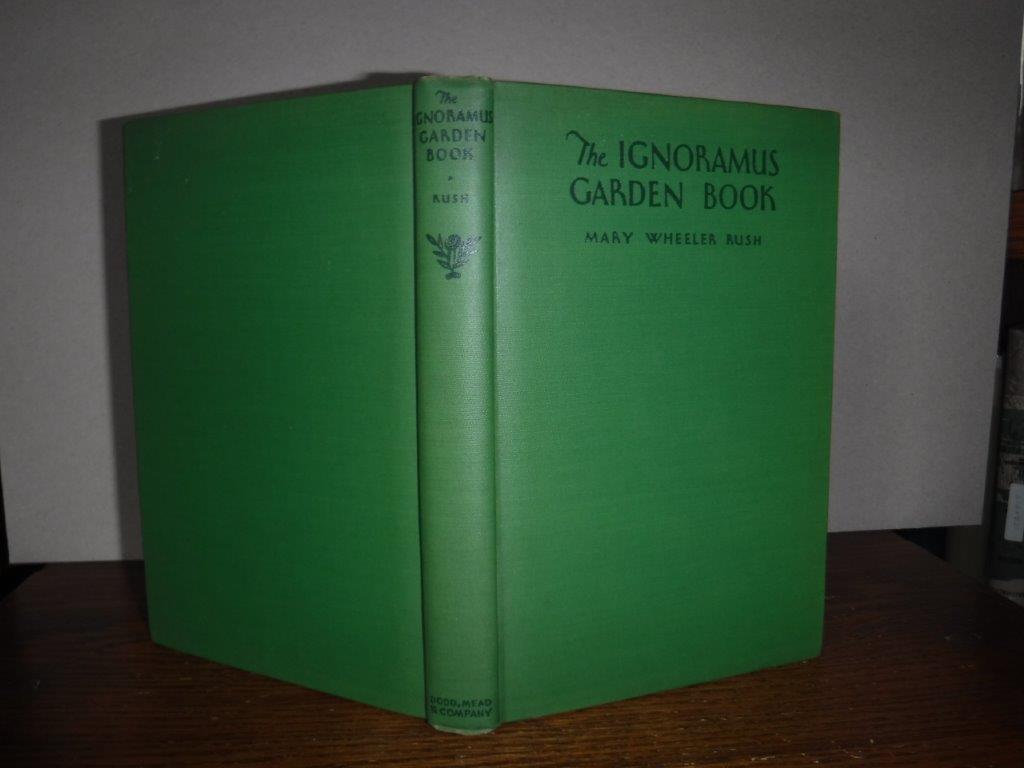 The
IGNORAMUS
GARDEN
BOOK
RUSH
DODD, MEAD
& COMPANY
The IGNORAMUS
GARDEN BOOK
MARY WHEELER RUSH